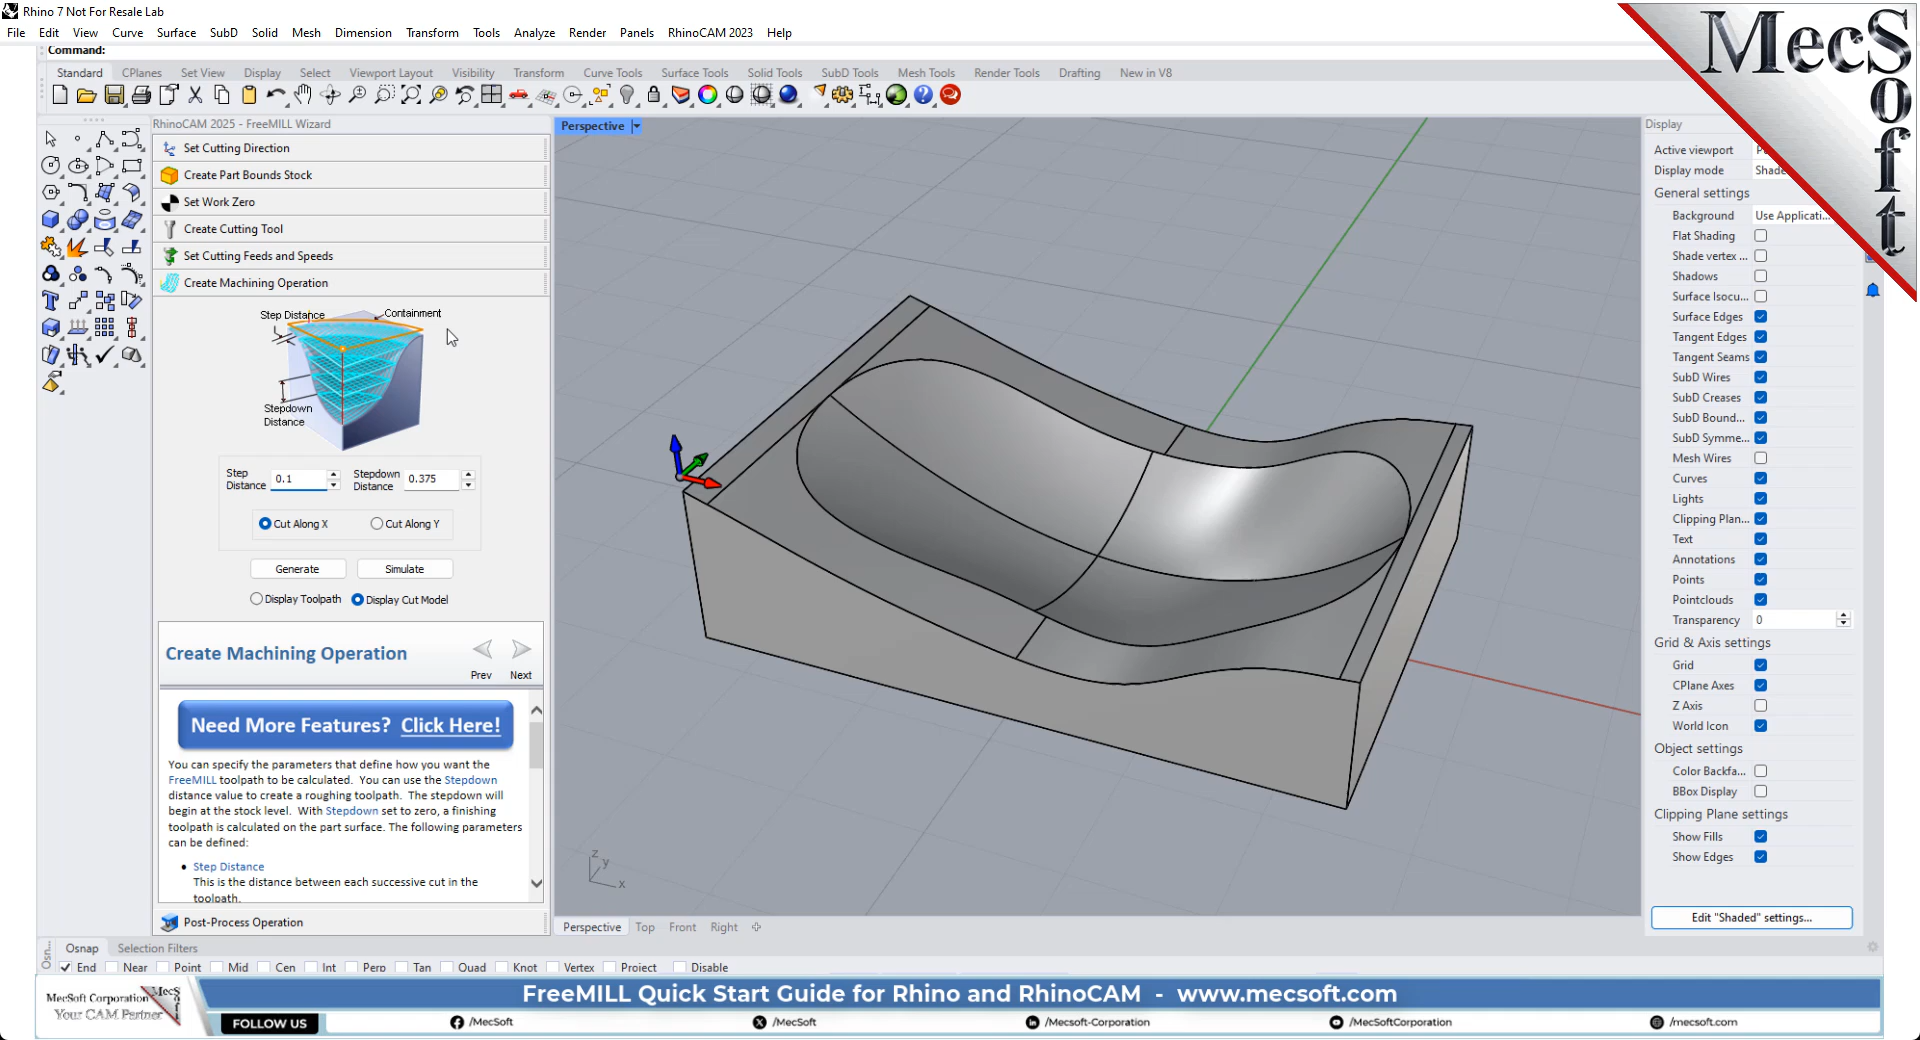 Rhino 7 Not For Resale Lab
File Edit View Curve Surface SubD Solid Mesh Dimension Transform Tools Analyze Render Panels RhinoCAM 2023 Help
Command:
Standard CPlanes Set View Display Select Viewport Layout Visibility Transform Curve Tools Surface Tools Solid Tools SubD Tools Mesh Tools Render Tools Drafting New in V8
MecSoft
RhinoCAM 2025 - FreeMILL Wizard
Set Cutting Direction
Create Part Bounds Stock
Set Work Zero
Create Cutting Tool
Set Cutting Feeds and Speeds
Create Machining Operation
Step Distance
Containment
Stepdown
Distance
Step
Distance
0.1
Stepdown
Distance
0.375
Cut Along X Cut Along Y
Generate Simulate
Display Toolpath Display Cut Model
Create Machining Operation
Prev Next
Need More Features? Click Here!
You can specify the parameters that define how you want the
FreeMILL toolpath to be calculated. You can use the Stepdown
distance value to create a roughing toolpath. The stepdown will
begin at the stock level. With Stepdown set to zero, a finishing
toolpath is calculated on the part surface. The following parameters
can be defined:
• Step Distance
This is the distance between each successive cut in the
toolpath.
Post-Process Operation
Perspective
z
y
x
Perspective Top Front Right
Display
Active viewport
Display mode Shade
General settings
Background Use Applicati...
Flat Shading
Shade vertex ...
Shadows
Surface Isocu...
Surface Edges
Tangent Edges
Tangent Seams
SubD Wires
SubD Creases
SubD Bound...
SubD Symme...
Mesh Wires
Curves
Lights
Clipping Plan...
Text
Annotations
Points
Pointclouds
Transparency 0
Grid & Axis settings
Grid
CPlane Axes
Z Axis
World Icon
Object settings
Color Backfa...
BBox Display
Clipping Plane settings
Show Fills
Show Edges
Edit "Shaded" settings...
Osn...
Osnap Selection Filters
End Near Point Mid Cen Int Perp Tan Quad Knot Vertex Project Disable
MecSoft Corporation
Your CAM Partner
MecS
FreeMILL Quick Start Guide for Rhino and RhinoCAM - www.mecsoft.com
FOLLOW US
/MecSoft
/MecSoft
/Mecsoft-Corporation
/MecSoftCorporation
/mecsoft.com